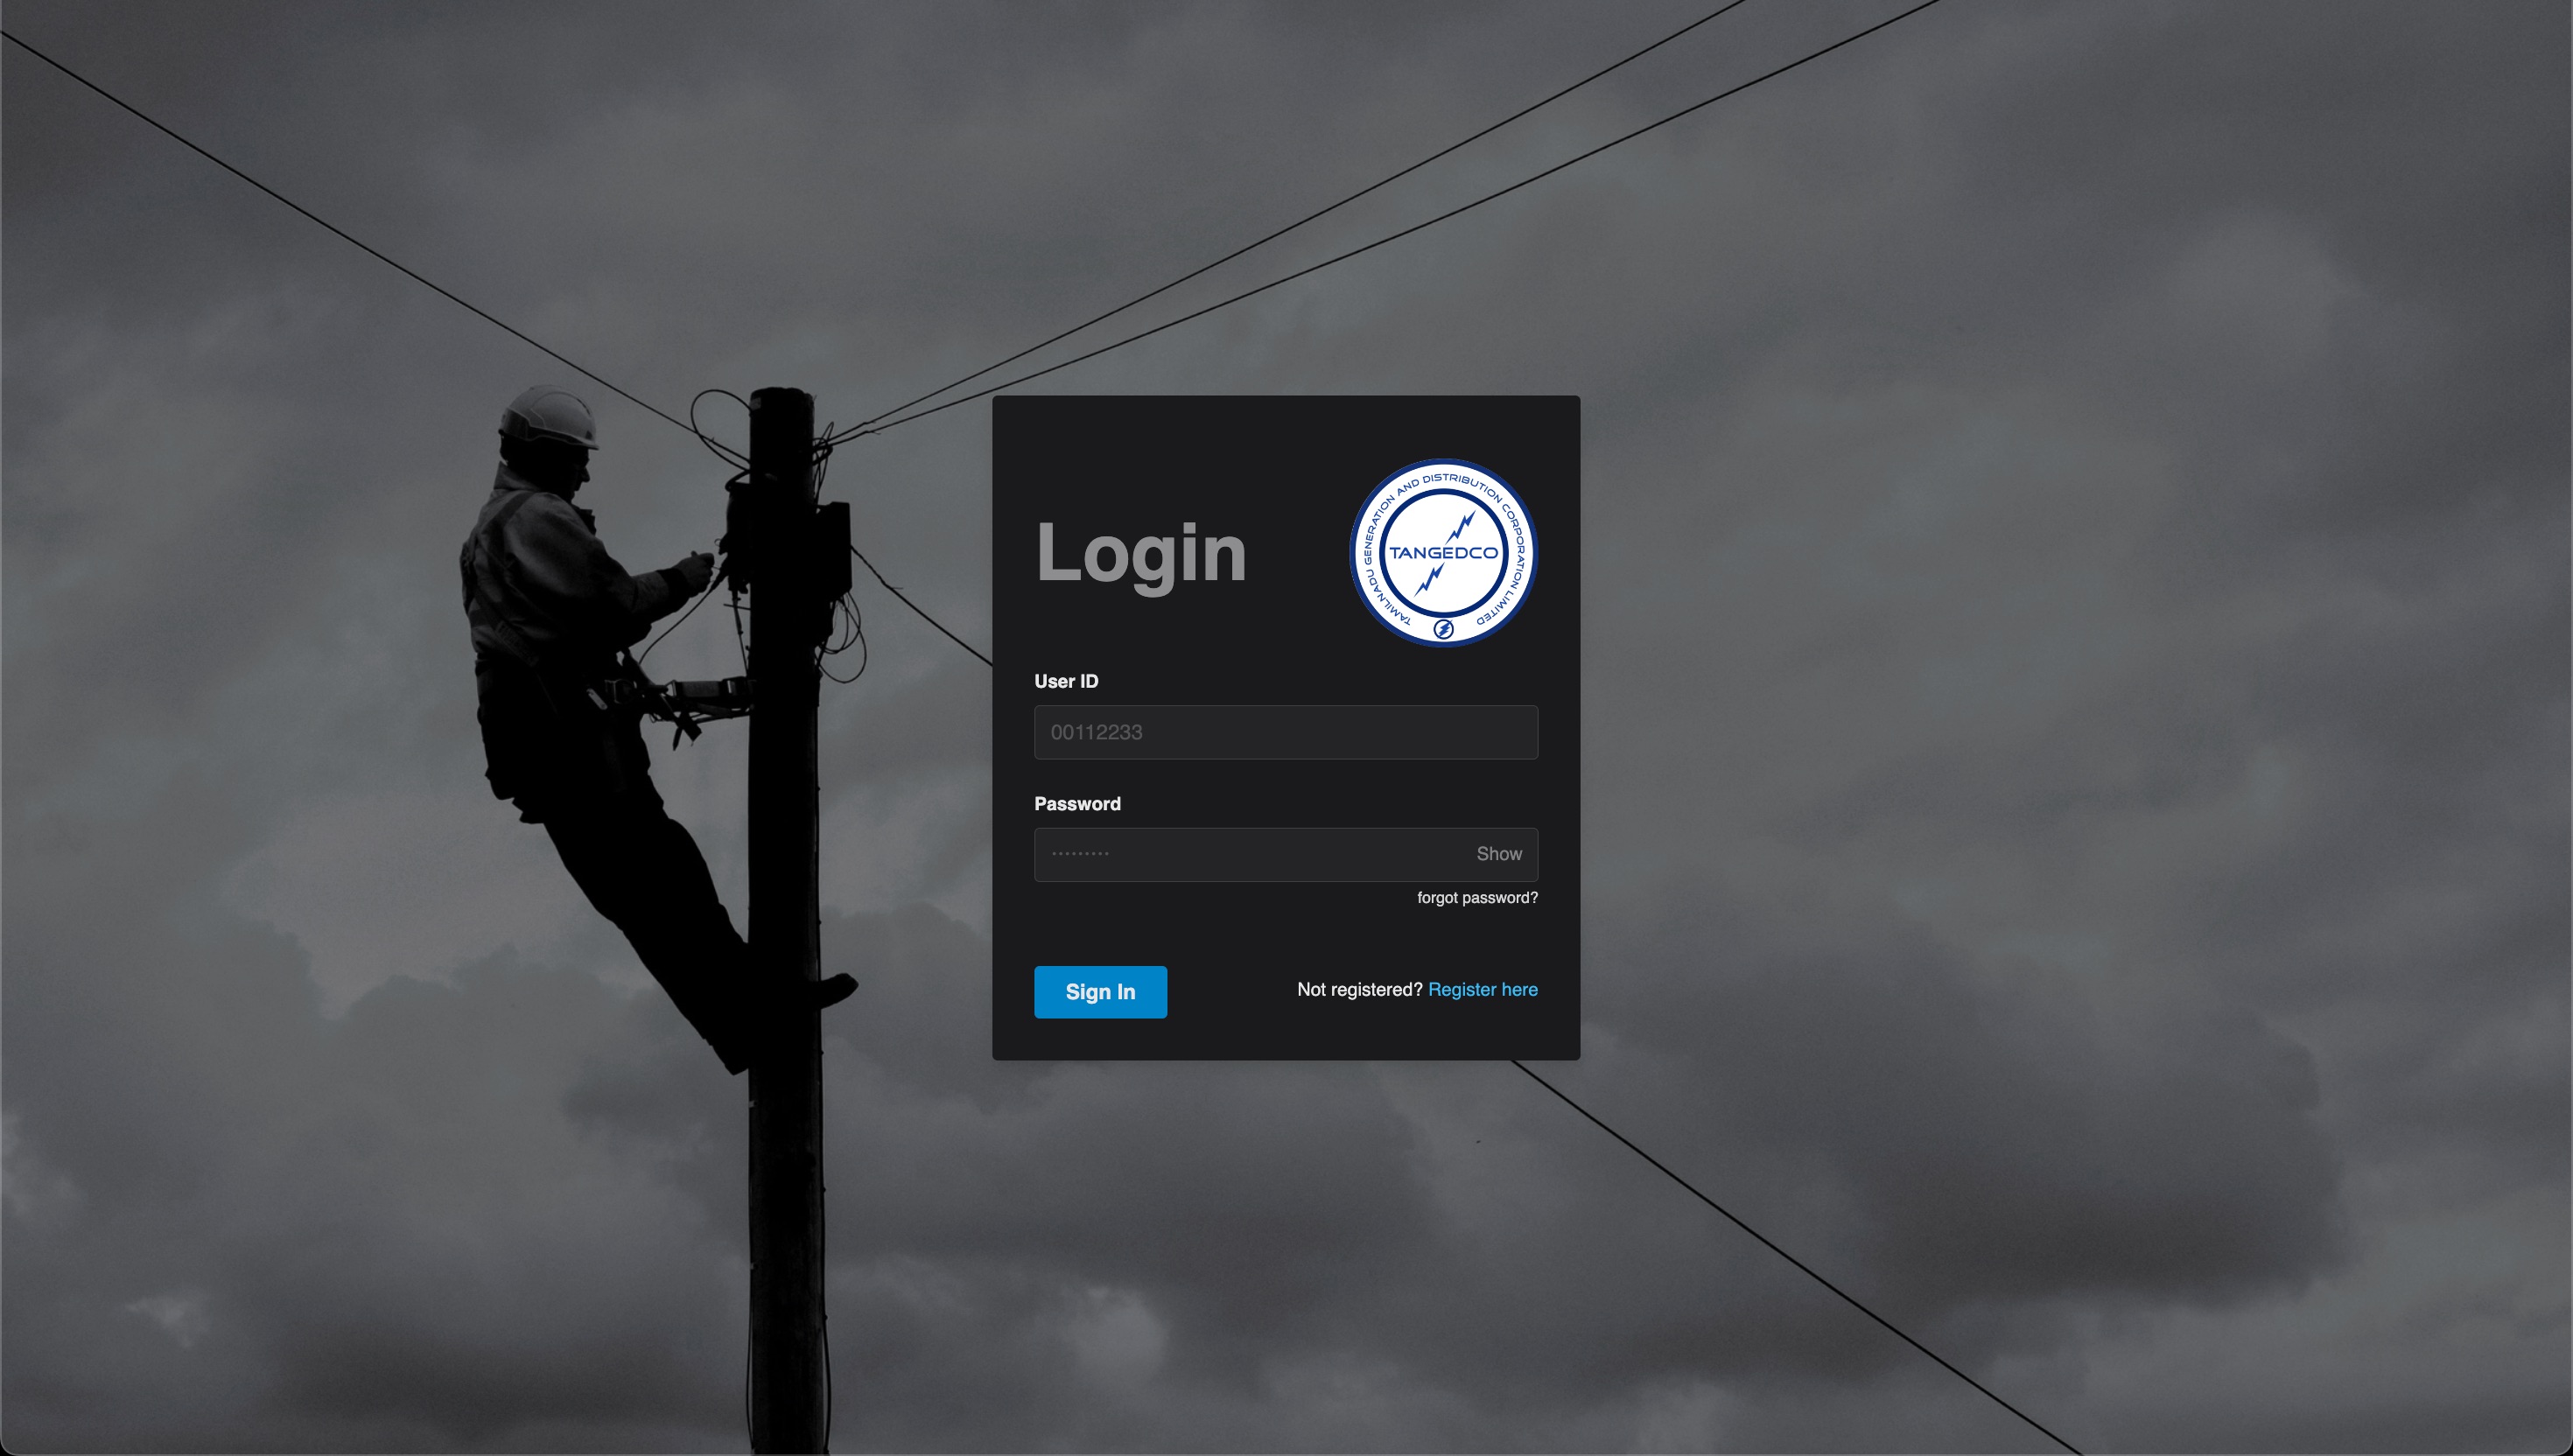 Login
TAMILNADU GENERATION AND DISTRIBUTION CORPORATION LIMITED
TANGEDCO
User ID
00112233
Password
·········
Show
forgot password?
Sign In
Not registered? Register here